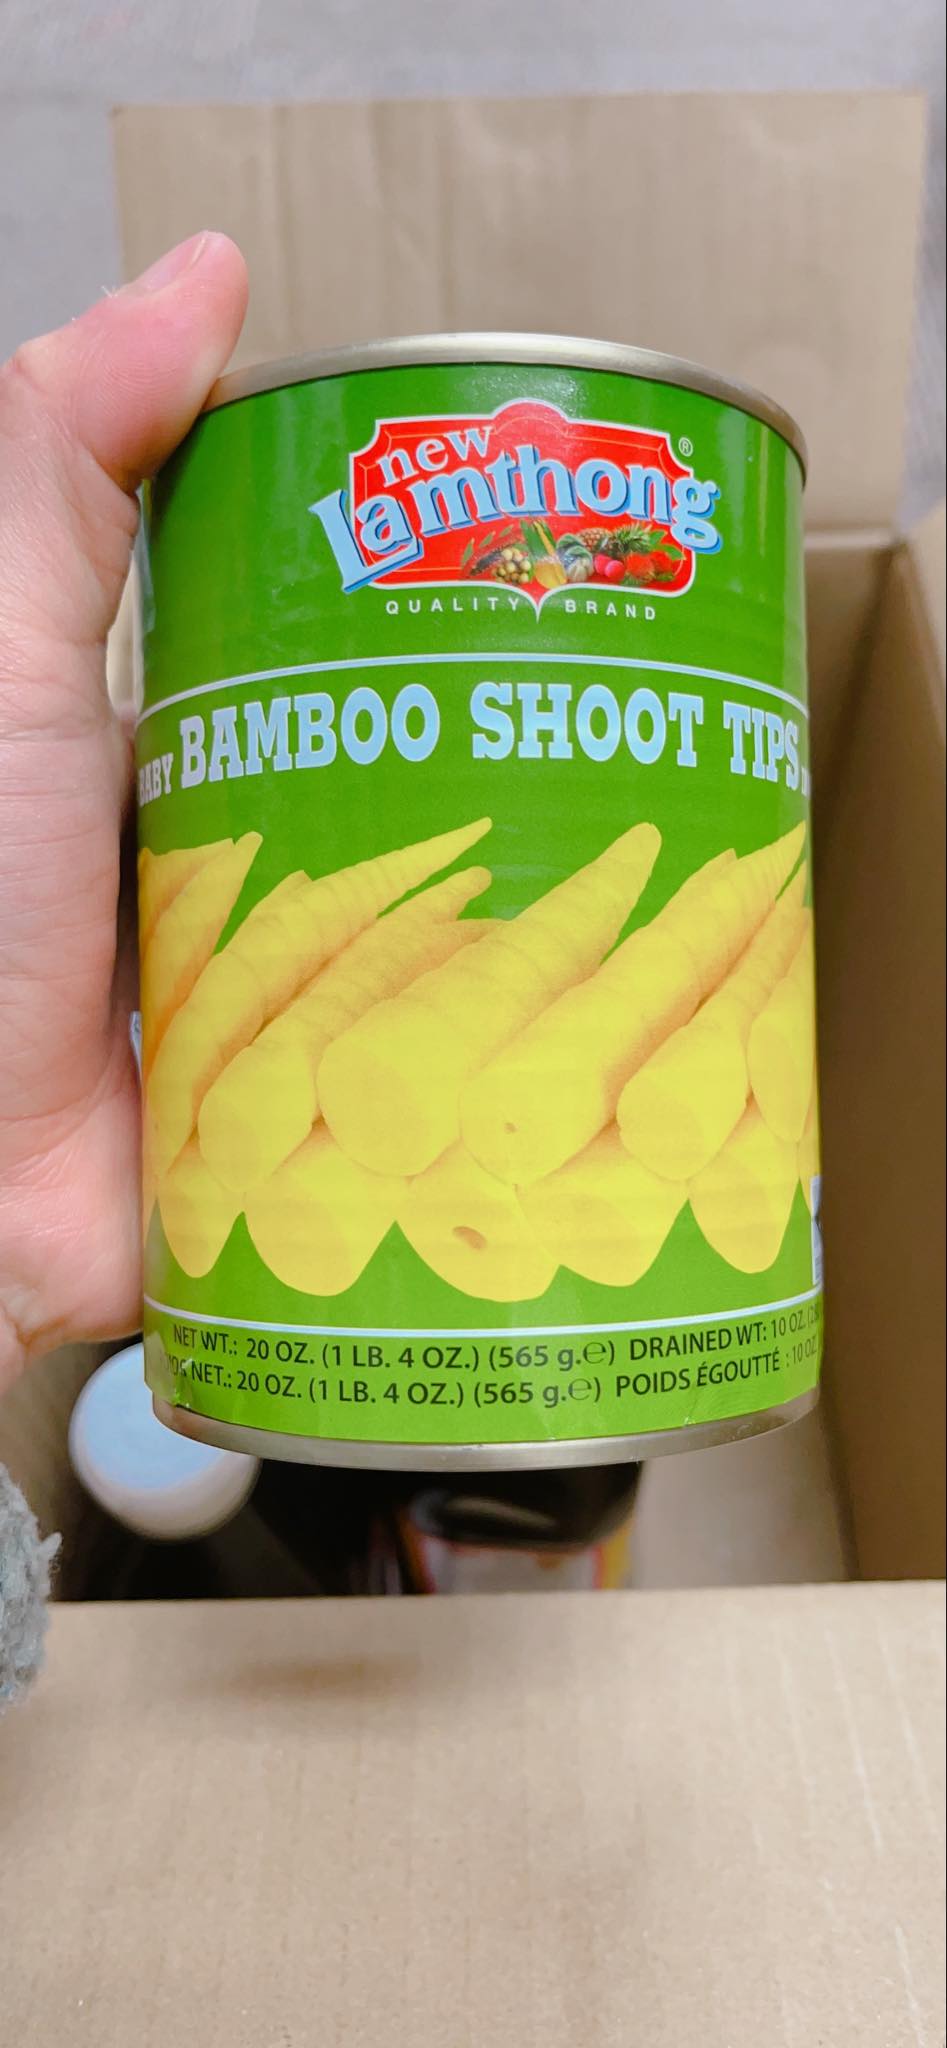 new
Lamthong
®
QUALITY BRAND
BABY BAMBOO SHOOT TIPS
NET WT.: 20 OZ. (1 LB. 4 OZ.) (565 g.e) DRAINED WT: 10 OZ.
NET.: 20 OZ. (1 LB. 4 OZ.) (565 g.e) POIDS ÉGOUTTÉ : 10 OZ